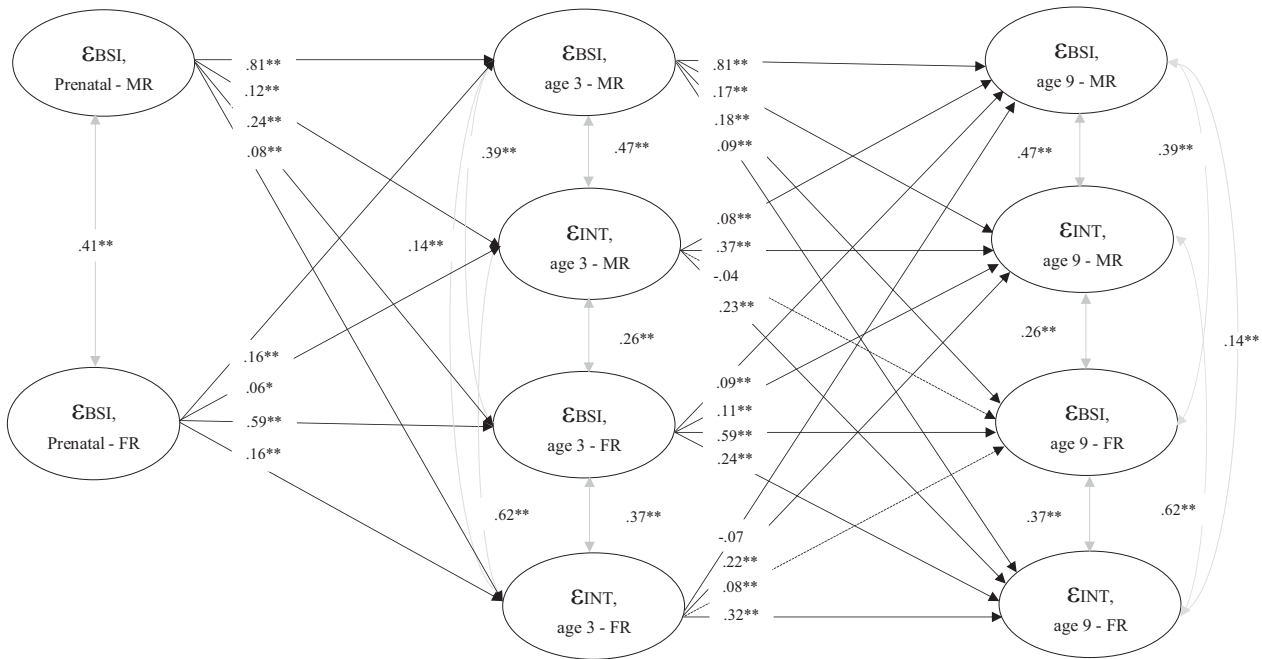 εBSI,
Prenatal - MR
.41**
εBSI,
Prenatal - FR
.81**
.12**
.24**
.08**
.16**
.06*
.59**
.16**
εBSI,
age 3 - MR
.39**
.47**
.14**
εINT,
age 3 - MR
.26**
εBSI,
age 3 - FR
.62**
.37**
εINT,
age 3 - FR
.81**
.17**
.18**
.09**
.08**
.37**
-.04
.23**
.09**
.11**
.59**
.24**
-.07
.22**
.08**
.32**
εBSI,
age 9 - MR
.47**
.39**
εINT,
age 9 - MR
.26**
.14**
εBSI,
age 9 - FR
.37**
.62**
εINT,
age 9 - FR